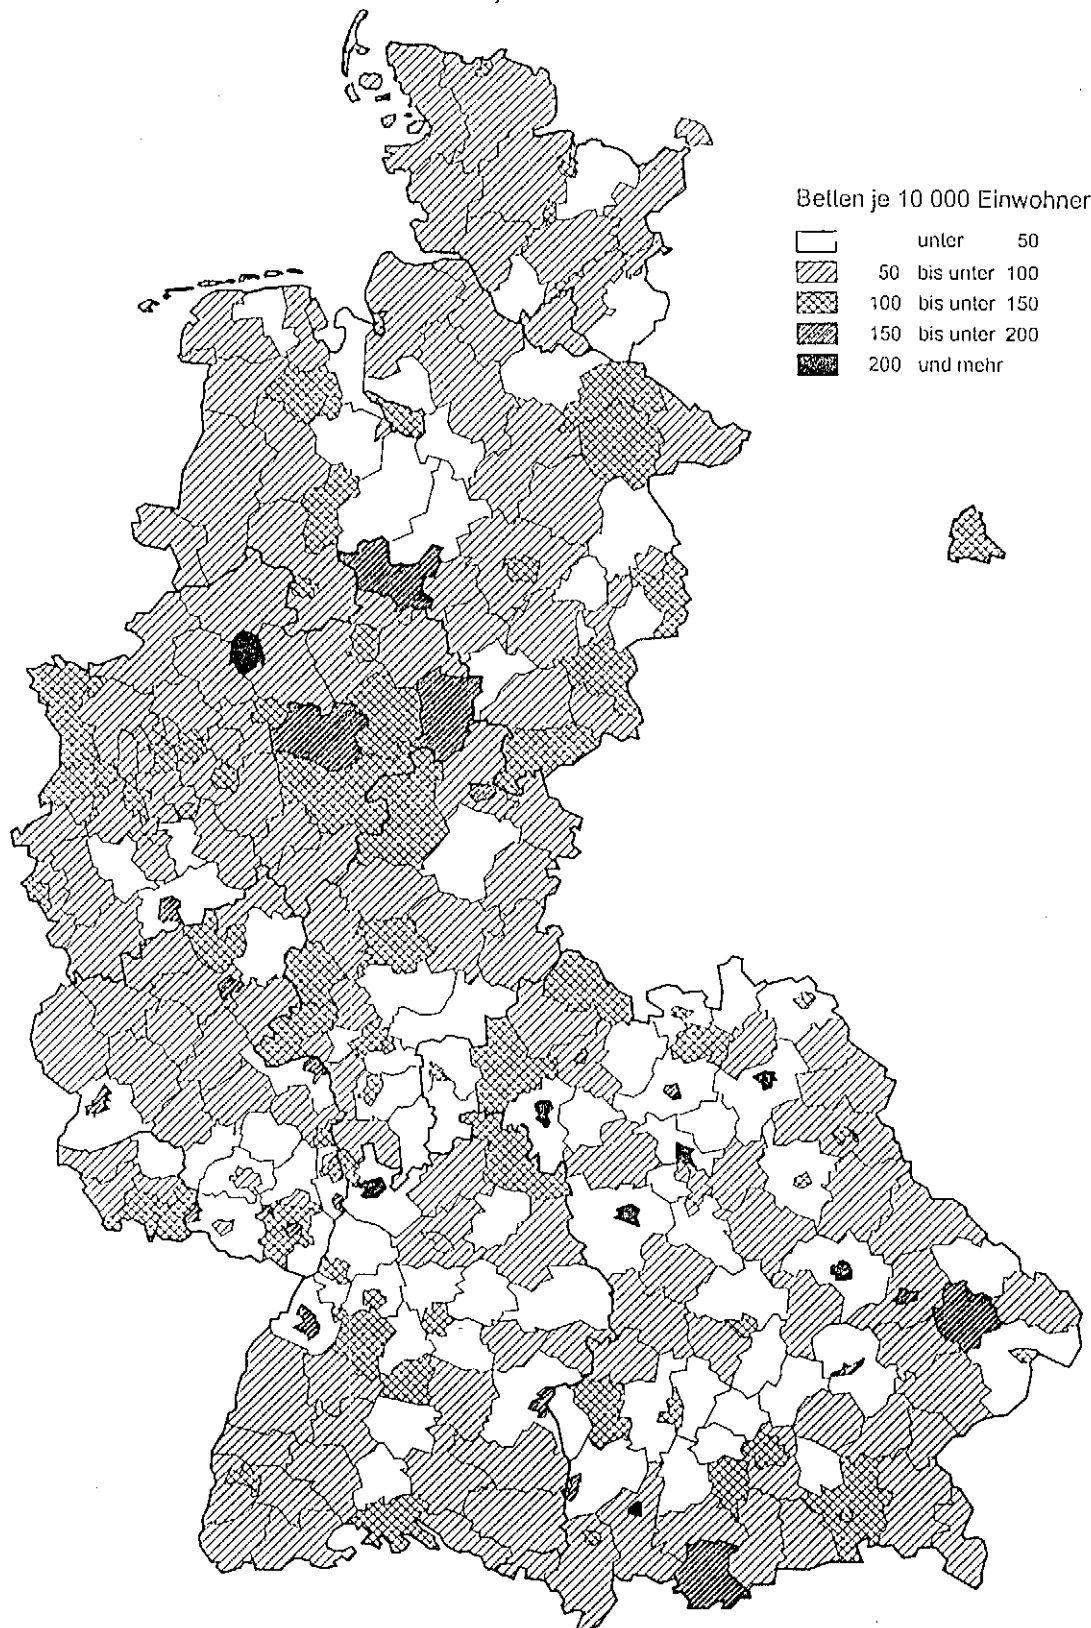 Betten je 10 000 Einwohner
unter 50
50 bis unter 100
100 bis unter 150
150 bis unter 200
200 und mehr